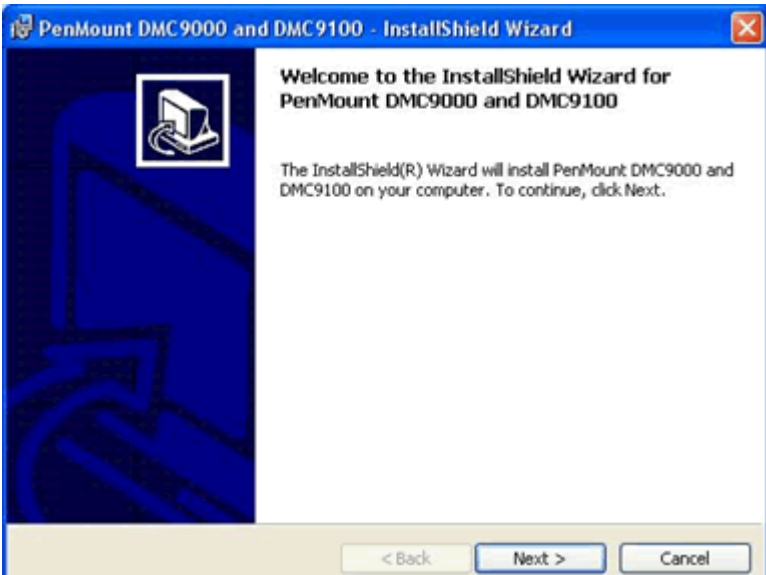 PenMount DMC9000 and DMC9100 - InstallShield Wizard
Welcome to the InstallShield Wizard for
PenMount DMC9000 and DMC9100
The InstallShield(R) Wizard will install PenMount DMC9000 and
DMC9100 on your computer. To continue, click Next.
< Back
Next >
Cancel